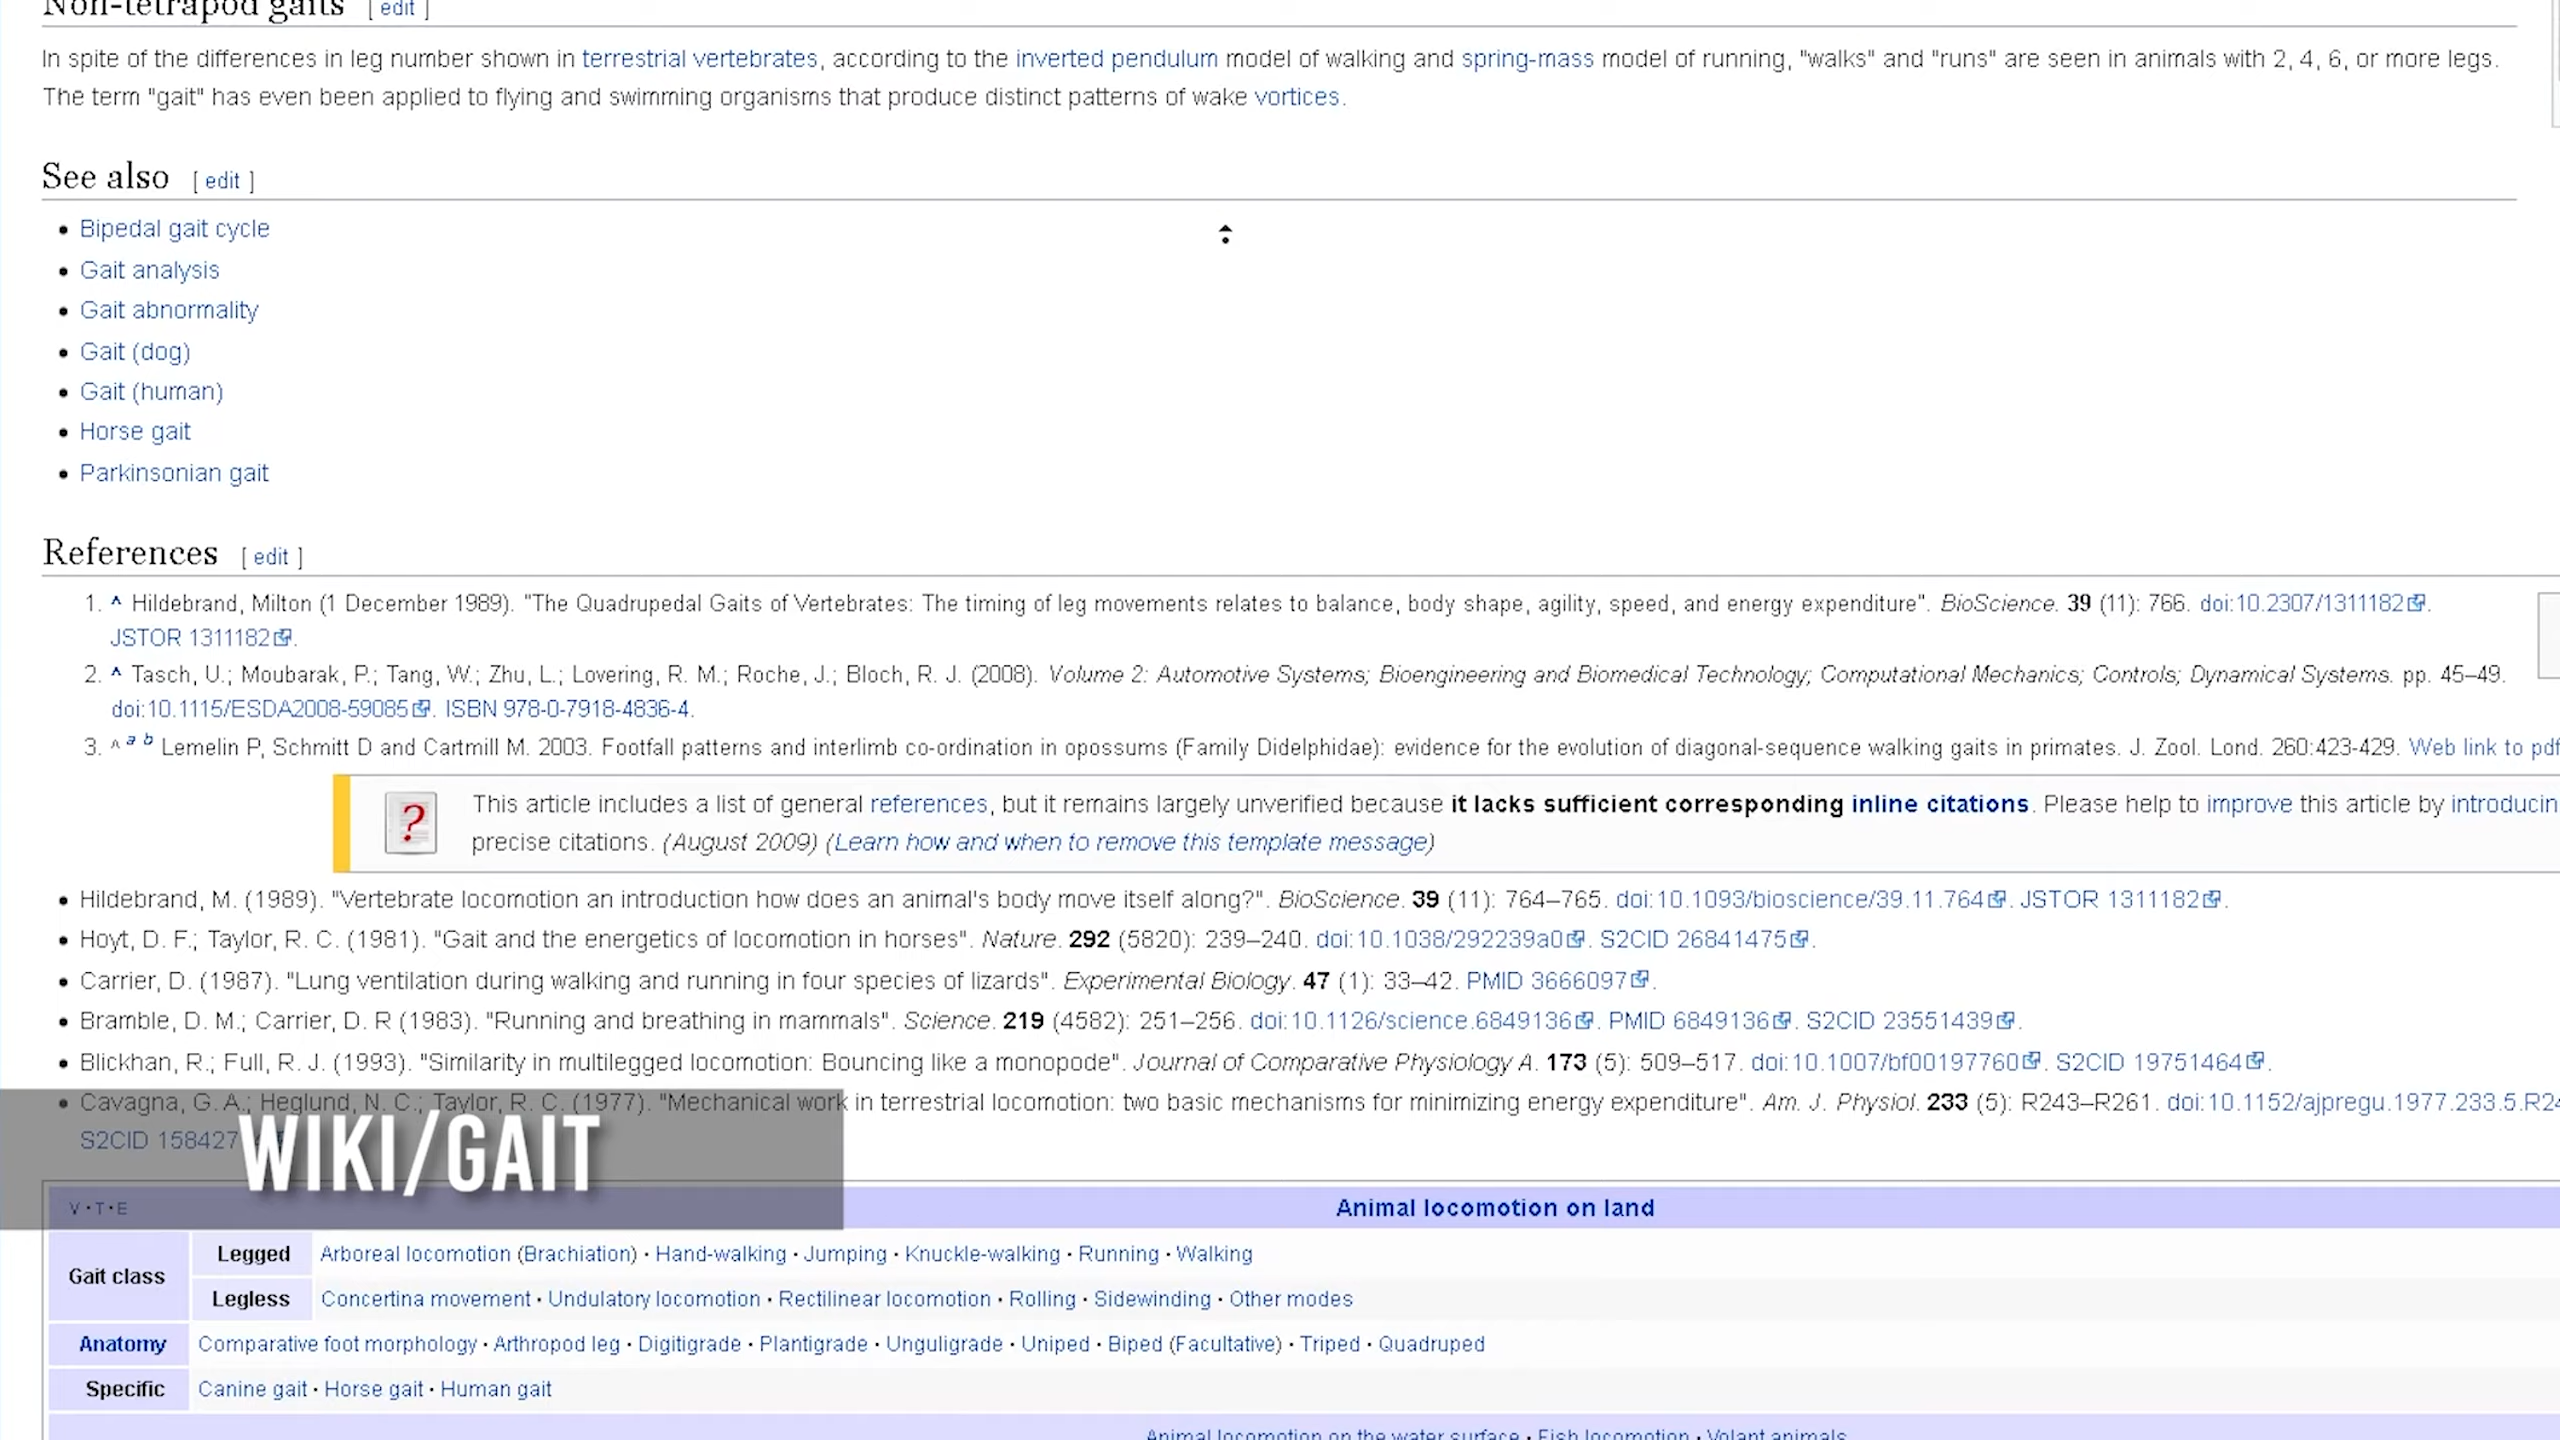 Non-tetrapod gaits [ edit ]
In spite of the differences in leg number shown in terrestrial vertebrates, according to the inverted pendulum model of walking and spring-mass model of running, "walks" and "runs" are seen in animals with 2, 4, 6, or more legs.
The term "gait" has even been applied to flying and swimming organisms that produce distinct patterns of wake vortices.
See also [ edit ]
• Bipedal gait cycle
• Gait analysis
• Gait abnormality
• Gait (dog)
• Gait (human)
• Horse gait
• Parkinsonian gait
References [ edit ]
1. ^ Hildebrand, Milton (1 December 1989). "The Quadrupedal Gaits of Vertebrates: The timing of leg movements relates to balance, body shape, agility, speed, and energy expenditure". BioScience. 39 (11): 766. doi:10.2307/1311182.
JSTOR 1311182.
2. ^ Tasch, U.; Moubarak, P.; Tang, W.; Zhu, L.; Lovering, R. M.; Roche, J.; Bloch, R. J. (2008). Volume 2: Automotive Systems; Bioengineering and Biomedical Technology; Computational Mechanics; Controls; Dynamical Systems. pp. 45–49.
doi:10.1115/ESDA2008-59085. ISBN 978-0-7918-4836-4.
3. ^ a b Lemelin P, Schmitt D and Cartmill M. 2003. Footfall patterns and interlimb co-ordination in opossums (Family Didelphidae): evidence for the evolution of diagonal-sequence walking gaits in primates. J. Zool. Lond. 260:423-429. Web link to pdf
This article includes a list of general references, but it remains largely unverified because it lacks sufficient corresponding inline citations. Please help to improve this article by introducin
precise citations. (August 2009) (Learn how and when to remove this template message)
• Hildebrand, M. (1989). "Vertebrate locomotion an introduction how does an animal's body move itself along?". BioScience. 39 (11): 764–765. doi:10.1093/bioscience/39.11.764. JSTOR 1311182.
• Hoyt, D. F.; Taylor, R. C. (1981). "Gait and the energetics of locomotion in horses". Nature. 292 (5820): 239–240. doi:10.1038/292239a0. S2CID 26841475.
• Carrier, D. (1987). "Lung ventilation during walking and running in four species of lizards". Experimental Biology. 47 (1): 33–42. PMID 3666097.
• Bramble, D. M.; Carrier, D. R (1983). "Running and breathing in mammals". Science. 219 (4582): 251–256. doi:10.1126/science.6849136. PMID 6849136. S2CID 23551439.
• Blickhan, R.; Full, R. J. (1993). "Similarity in multilegged locomotion: Bouncing like a monopode". Journal of Comparative Physiology A. 173 (5): 509–517. doi:10.1007/bf00197760. S2CID 19751464.
• Cavagna, G. A.; Heglund, N. C.; Taylor, R. C. (1977). "Mechanical work in terrestrial locomotion: two basic mechanisms for minimizing energy expenditure". Am. J. Physiol. 233 (5): R243–R261. doi:10.1152/ajpregu.1977.233.5.R24
S2CID 158427
WIKI/GAIT
V·T·E Animal locomotion on land
Gait class
Legged Arboreal locomotion (Brachiation) · Hand-walking · Jumping · Knuckle-walking · Running · Walking
Legless Concertina movement · Undulatory locomotion · Rectilinear locomotion · Rolling · Sidewinding · Other modes
Anatomy Comparative foot morphology · Arthropod leg · Digitigrade · Plantigrade · Unguligrade · Uniped · Biped (Facultative) · Triped · Quadruped
Specific Canine gait · Horse gait · Human gait
Animal locomotion on the water surface · Fish locomotion · Volant animals